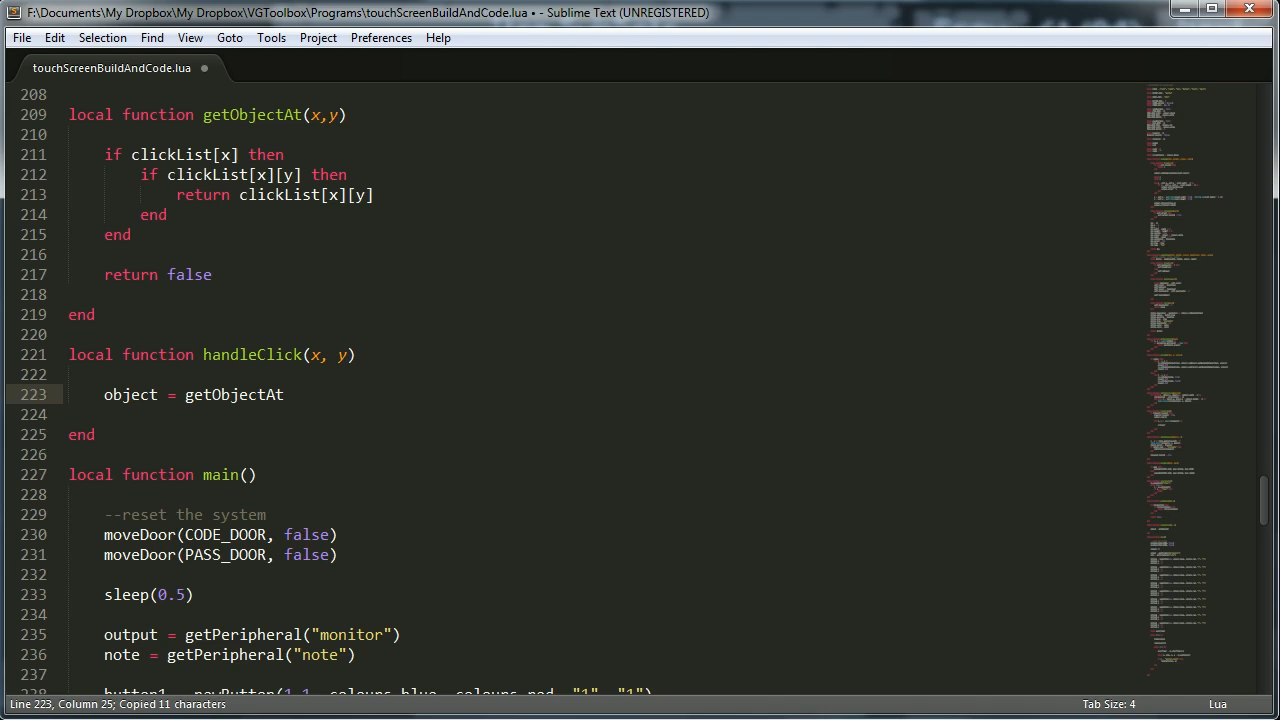 F:\Documents\My Dropbox\My Dropbox\VGToolbox\Programs\touchScreenBuildAndCode.lua • - Sublime Text (UNREGISTERED)
File Edit Selection Find View Goto Tools Project Preferences Help
touchScreenBuildAndCode.lua
208
209 local function getObjectAt(x,y)
210
211 if clickList[x] then
212 if clickList[x][y] then
213 return clickList[x][y]
214 end
215 end
216
217 return false
218
219 end
220
221 local function handleClick(x, y)
222
223 object = getObjectAt
224
225 end
226
227 local function main()
228
229 --reset the system
230 moveDoor(CODE_DOOR, false)
231 moveDoor(PASS_DOOR, false)
232
233 sleep(0.5)
234
235 output = getPeripheral("monitor")
236 note = getPeripheral("note")
237
238 button1 = newButton(1,1, colours.blue, colours.red, "1", "1")
Line 223, Column 25; Copied 11 characters
Tab Size: 4
Lua